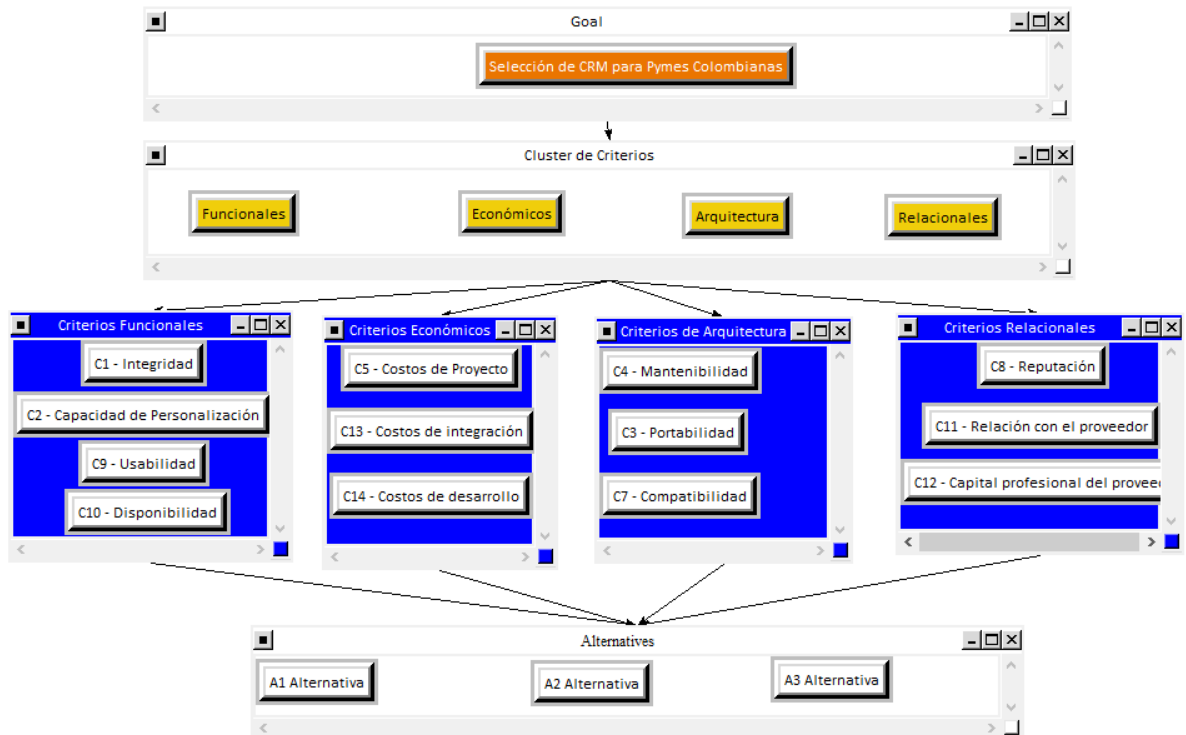 Goal
Selección de CRM para Pymes Colombianas
Cluster de Criterios
Funcionales
Económicos
Arquitectura
Relacionales
Criterios Funcionales
C1 - Integridad
C2 - Capacidad de Personalización
C9 - Usabilidad
C10 - Disponibilidad
Criterios Económicos
C5 - Costos de Proyecto
C13 - Costos de integración
C14 - Costos de desarrollo
Criterios de Arquitectura
C4 - Mantenibilidad
C3 - Portabilidad
C7 - Compatibilidad
Criterios Relacionales
C8 - Reputación
C11 - Relación con el proveedor
C12 - Capital profesional del provee
Alternatives
A1 Alternativa
A2 Alternativa
A3 Alternativa